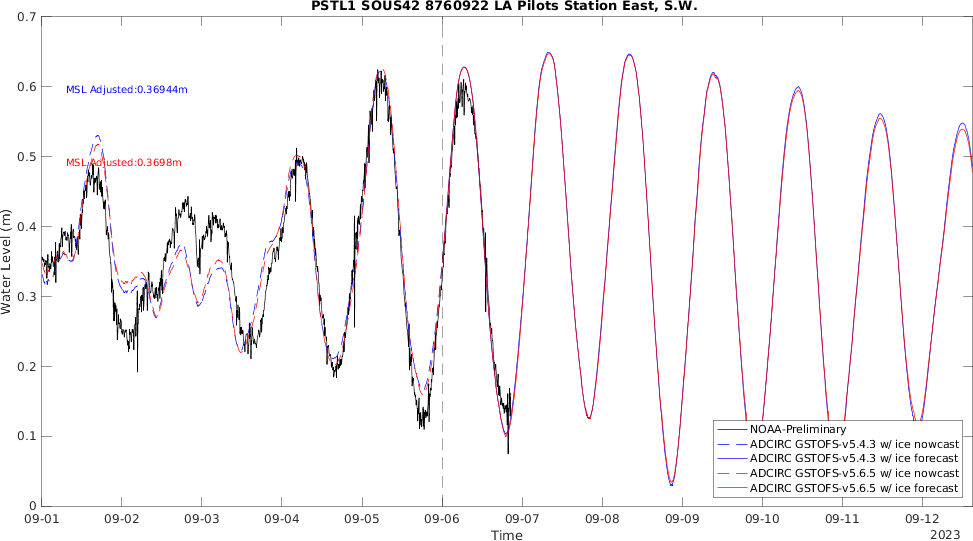 PSTL1 SOUS42 8760922 LA Pilots Station East, S.W.
0.7
0.6
0.5
0.4
0.3
0.2
0.1
0
Water Level (m)
MSL Adjusted:0.36944m
MSL Adjusted:0.3698m
NOAA-Preliminary
ADCIRC GSTOFS-v5.4.3 w/ ice nowcast
ADCIRC GSTOFS-v5.4.3 w/ ice forecast
ADCIRC GSTOFS-v5.6.5 w/ ice nowcast
ADCIRC GSTOFS-v5.6.5 w/ ice forecast
09-01 09-02 09-03 09-04 09-05 09-06 09-07 09-08 09-09 09-10 09-11 09-12
Time
2023